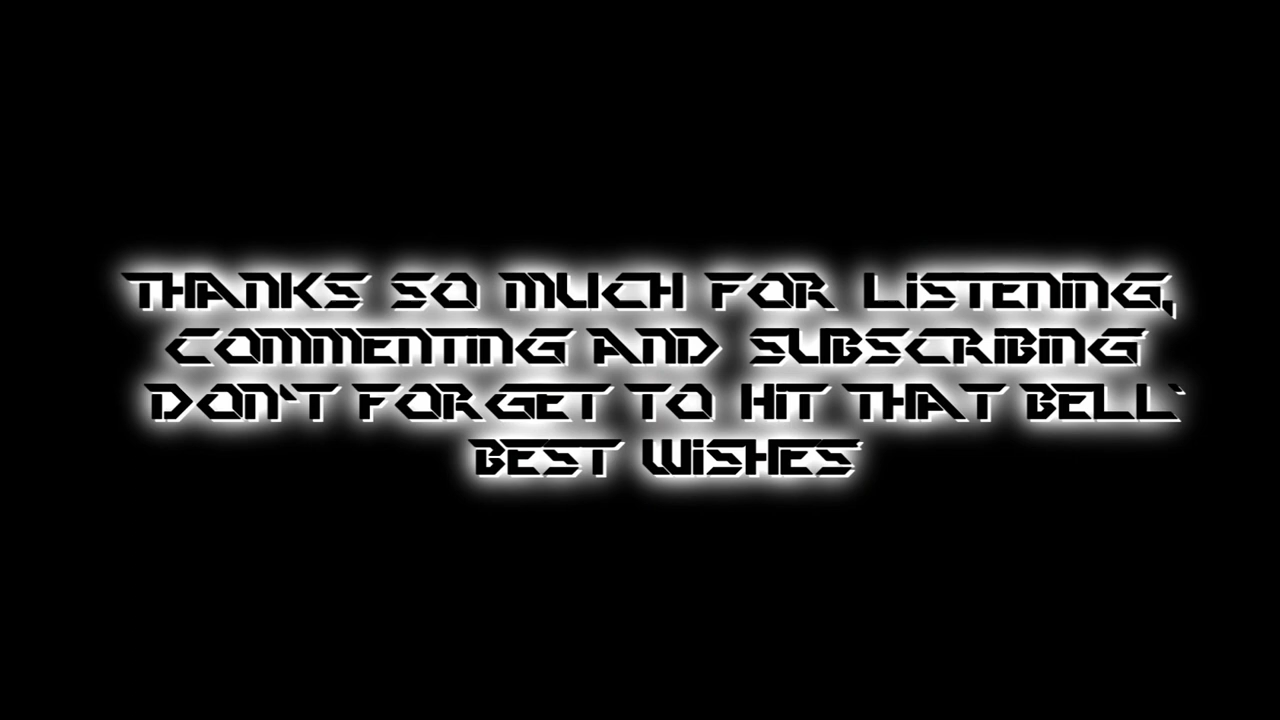 THANKS SO MUCH FOR LISTENING,
COMMENTING AND SUBSCRIBING
DON'T FORGET TO HIT THAT BELL'
BEST WISHES